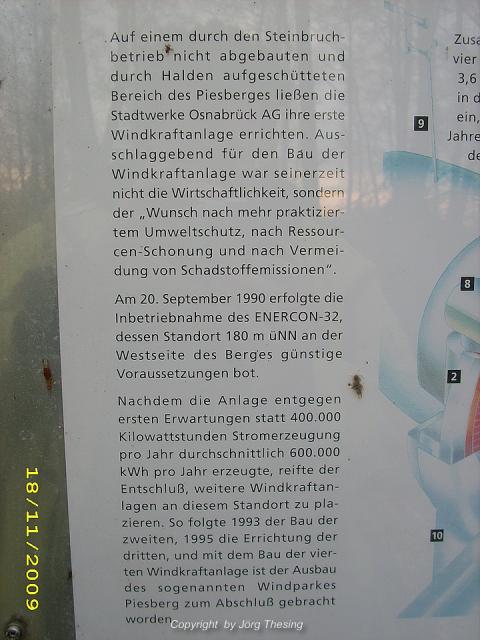 Auf einem durch den Steinbruch-
betrieb nicht abgebauten und
durch Halden aufgeschütteten
Bereich des Piesberges ließen die
Stadtwerke Osnabrück AG ihre erste
Windkraftanlage errichten. Aus-
schlaggebend für den Bau der
Windkraftanlage war seinerzeit
nicht die Wirtschaftlichkeit, sondern
der „Wunsch nach mehr praktizier-
tem Umweltschutz, nach Ressour-
cen-Schonung und nach Vermei-
dung von Schadstoffemissionen“.
Am 20. September 1990 erfolgte die
Inbetriebnahme des ENERCON-32,
dessen Standort 180 m üNN an der
Westseite des Berges günstige
Voraussetzungen bot.
Nachdem die Anlage entgegen
ersten Erwartungen statt 400.000
Kilowattstunden Stromerzeugung
pro Jahr durchschnittlich 600.000
kWh pro Jahr erzeugte, reifte der
Entschluß, weitere Windkraftan-
lagen an diesem Standort zu pla-
zieren. So folgte 1993 der Bau der
zweiten, 1995 die Errichtung der
dritten, und mit dem Bau der vier-
ten Windkraftanlage ist der Ausbau
des sogenannten Windparkes
Piesberg zum Abschluß gebracht
worden.
Zusa
vier
3,6
in d
ein,
Jahre
de
9
8
2
10
18/11/2009
Copyright by Jörg Thesing